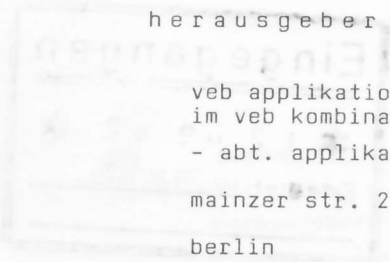 herausgeber
veb applikatio
im veb kombina
- abt. applika
mainzer str. 2
berlin